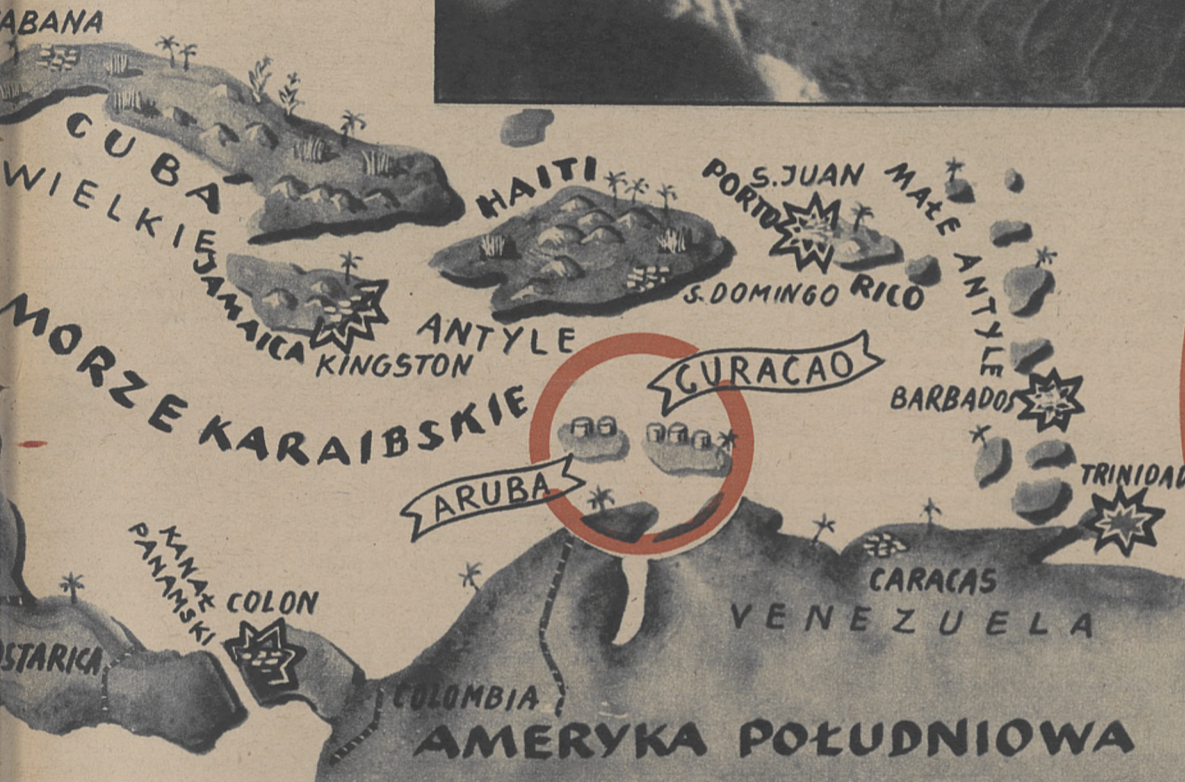 ABANA
CUBA
WIELKIE
HAITI
S. JUAN
PORTO
MAŁE ANTYLE
JAMAICA
S. DOMINGO
RICO
MORZE KARAIBSKIE
ANTYLE
KINGSTON
CURACAO
BARBADOS
ARUBA
TRINIDAD
KANAŁ
PANAMSKI
COLON
CARACAS
VENEZUELA
OSTARICA
COLOMBIA
AMERYKA POŁUDNIOWA